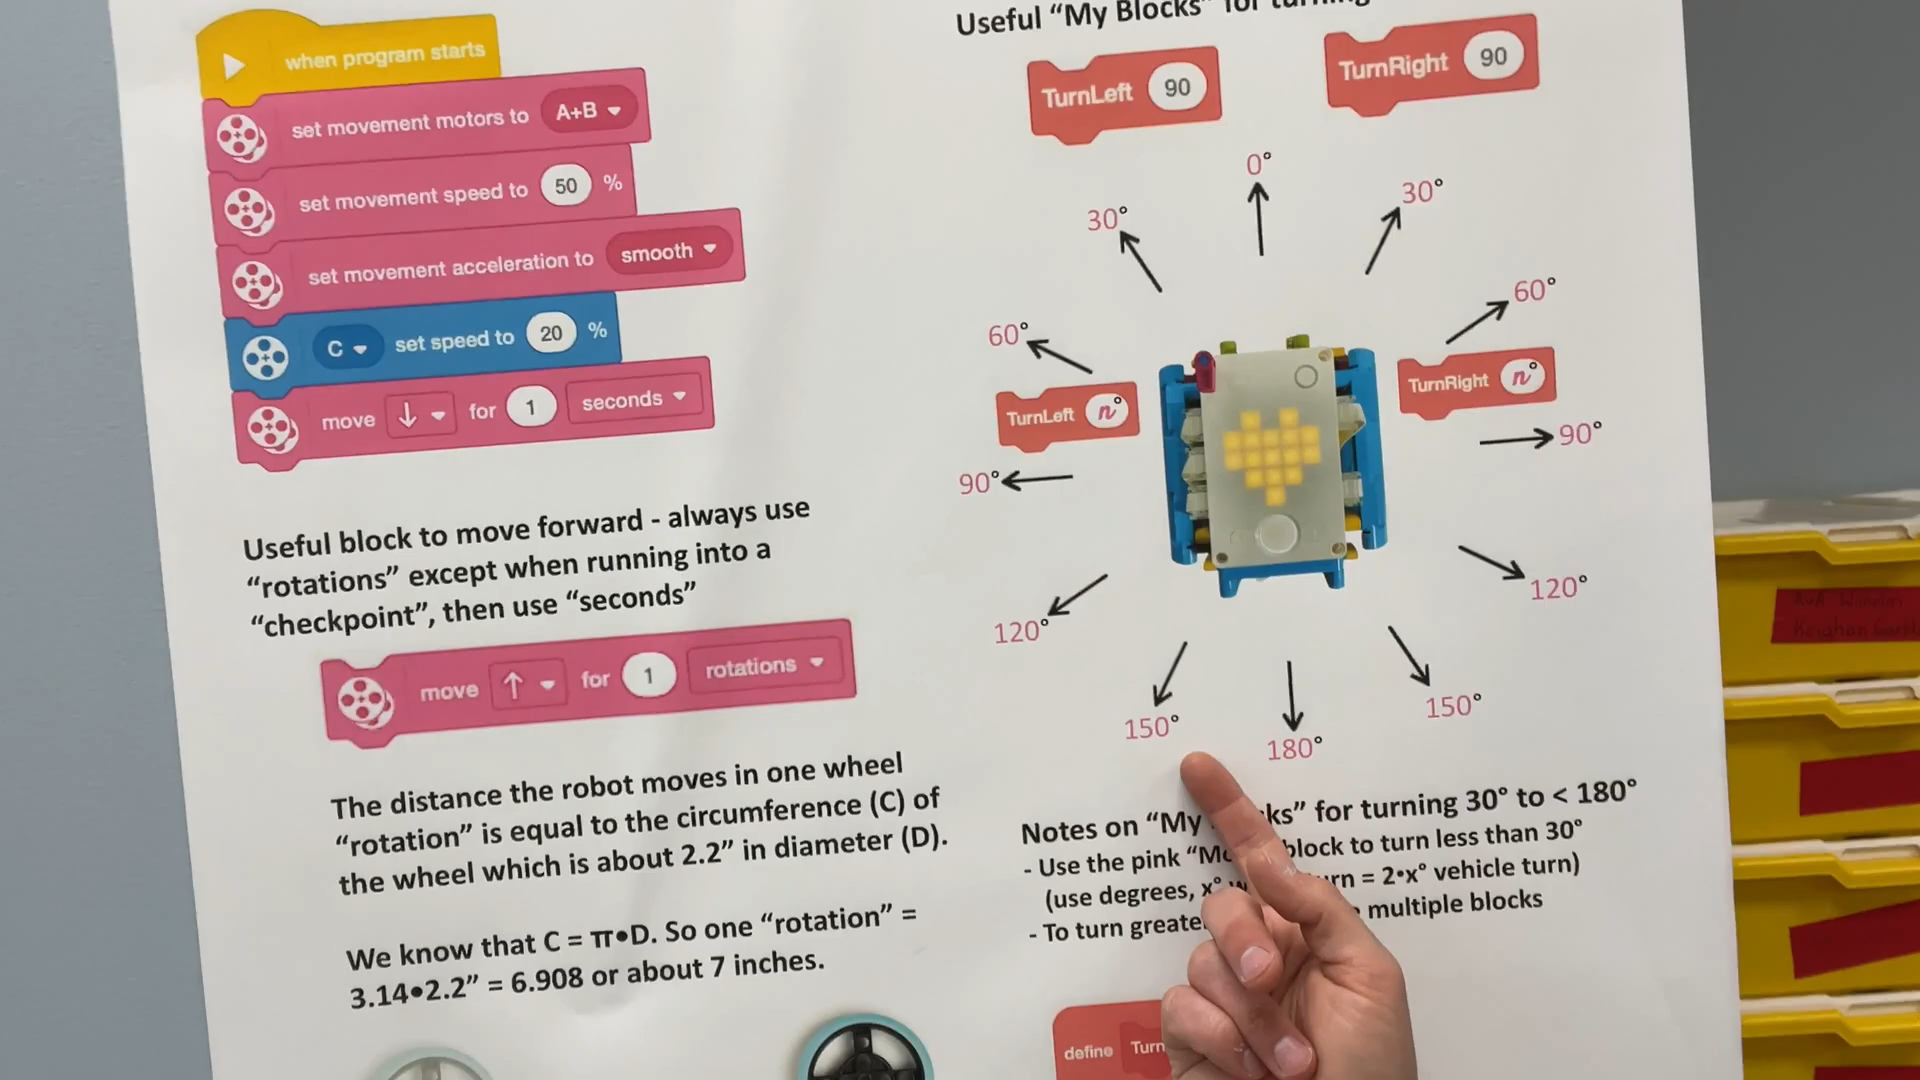 when program starts
set movement motors to A+B
set movement speed to 50 %
set movement acceleration to smooth
C set speed to 20 %
move for 1 seconds
Useful block to move forward - always use
“rotations” except when running into a
“checkpoint”, then use “seconds”
move for 1 rotations
The distance the robot moves in one wheel
“rotation” is equal to the circumference (C) of
the wheel which is about 2.2” in diameter (D).
We know that C = π•D. So one “rotation” =
3.14•2.2” = 6.908 or about 7 inches.
Useful “My Blocks” for turning
TurnLeft 90
TurnRight 90
0°
30°
30°
60°
60°
TurnLeft n°
TurnRight n°
90°
90°
120°
120°
150°
150°
180°
Notes on “My ks” for turning 30° to < 180°
- Use the pink block to turn less than 30°
(use degrees, x° = 2•x° vehicle turn)
- To turn multiple blocks
define Turn